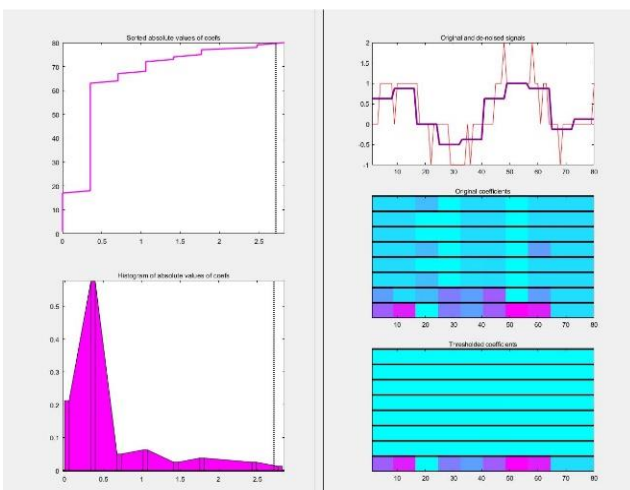 Sorted absolute values of coefs
80
70
60
50
40
30
20
10
0
0 0.5 1 1.5 2 2.5
Histogram of absolute values of coefs
0.5
0.4
0.3
0.2
0.1
0
0 0.5 1 1.5 2 2.5
Original and de-noised signals
2
1.5
1
0.5
0
-0.5
-1
10 20 30 40 50 60 70 80
Original coefficients
10 20 30 40 50 60 70 80
Thresholded coefficients
10 20 30 40 50 60 70 80